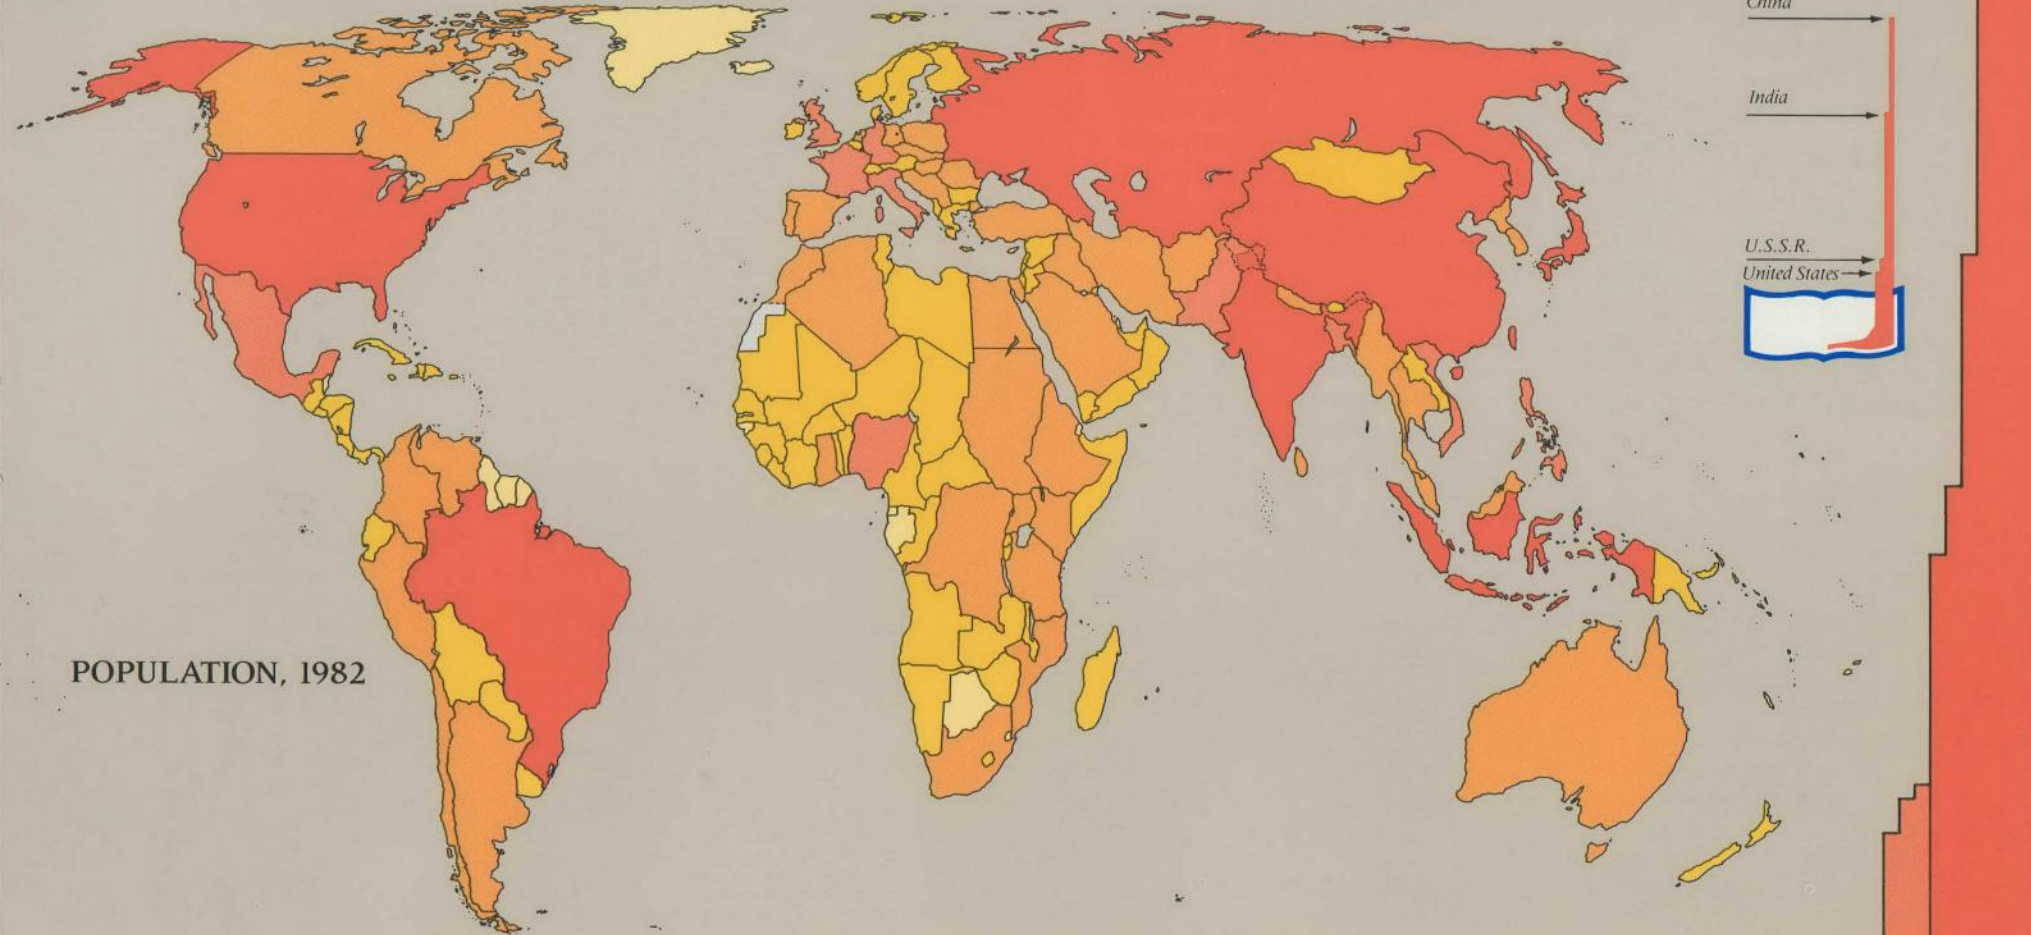 China
India
U.S.S.R.
United States
POPULATION, 1982